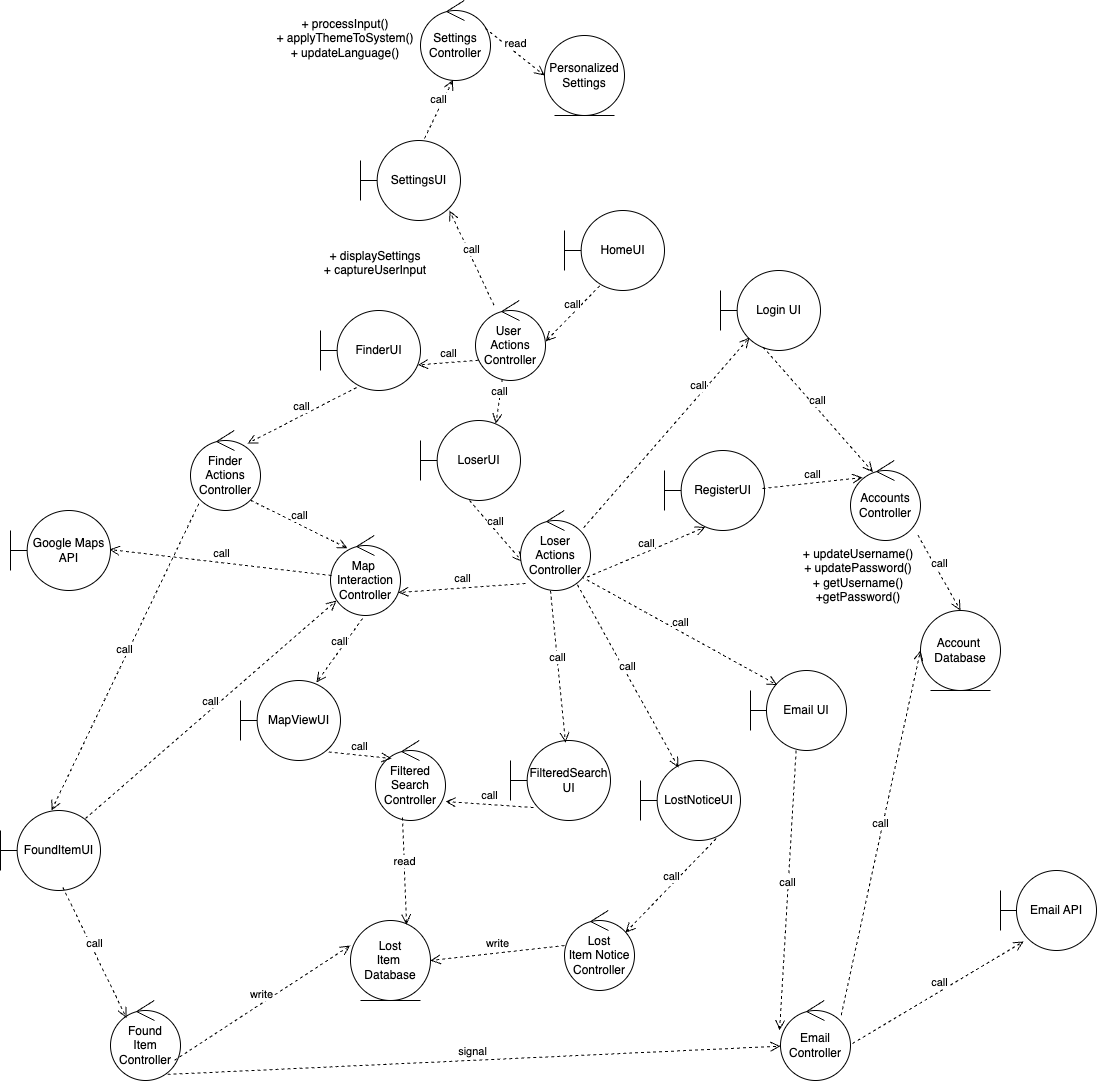 + processInput()
+ applyThemeToSystem()
+ updateLanguage()
Settings
Controller
read
Personalized
Settings
call
SettingsUI
call
+ displaySettings
+ captureUserInput
HomeUI
call
Login UI
User
Actions
Controller
FinderUI
call
call
call
call
call
LoserUI
Finder
Actions
Controller
RegisterUI
call
Accounts
Controller
call
call
Google Maps
API
call
Loser
Actions
Controller
call
Map
Interaction
Controller
call
+ updateUsername()
+ updatePassword()
+ getUsername()
+getPassword()
call
call
call
call
call
call
Account
Database
call
MapViewUI
call
Email UI
call
Filtered
Search
Controller
call
FilteredSearch
UI
LostNoticeUI
FoundItemUI
call
read
call
call
Email API
call
Lost
Item
Database
write
Lost
Item Notice
Controller
write
call
Found
Item
Controller
signal
Email
Controller